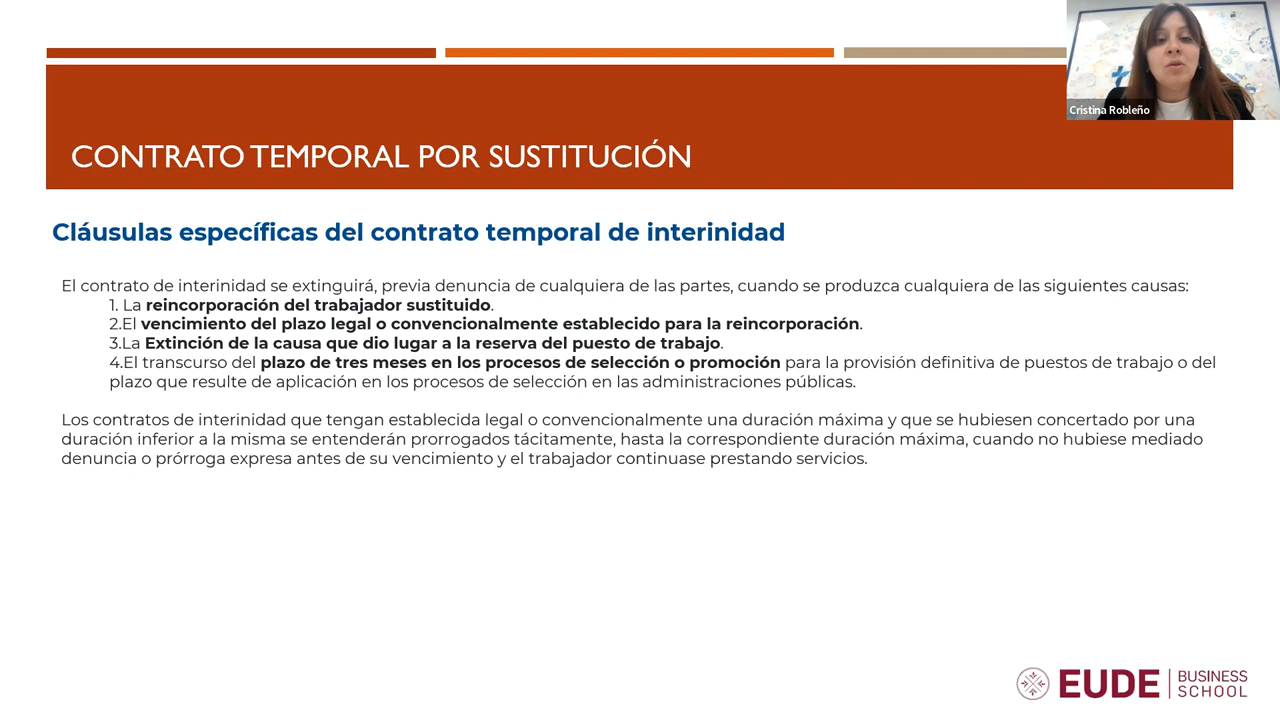 Cristina Robleño
CONTRATO TEMPORAL POR SUSTITUCIÓN
Cláusulas específicas del contrato temporal de interinidad
El contrato de interinidad se extinguirá, previa denuncia de cualquiera de las partes, cuando se produzca cualquiera de las siguientes causas:
1. La reincorporación del trabajador sustituido.
2.El vencimiento del plazo legal o convencionalmente establecido para la reincorporación.
3.La Extinción de la causa que dio lugar a la reserva del puesto de trabajo.
4.El transcurso del plazo de tres meses en los procesos de selección o promoción para la provisión definitiva de puestos de trabajo o del
plazo que resulte de aplicación en los procesos de selección en las administraciones públicas.
Los contratos de interinidad que tengan establecida legal o convencionalmente una duración máxima y que se hubiesen concertado por una
duración inferior a la misma se entenderán prorrogados tácitamente, hasta la correspondiente duración máxima, cuando no hubiese mediado
denuncia o prórroga expresa antes de su vencimiento y el trabajador continuase prestando servicios.
EUDE BUSINESS
SCHOOL